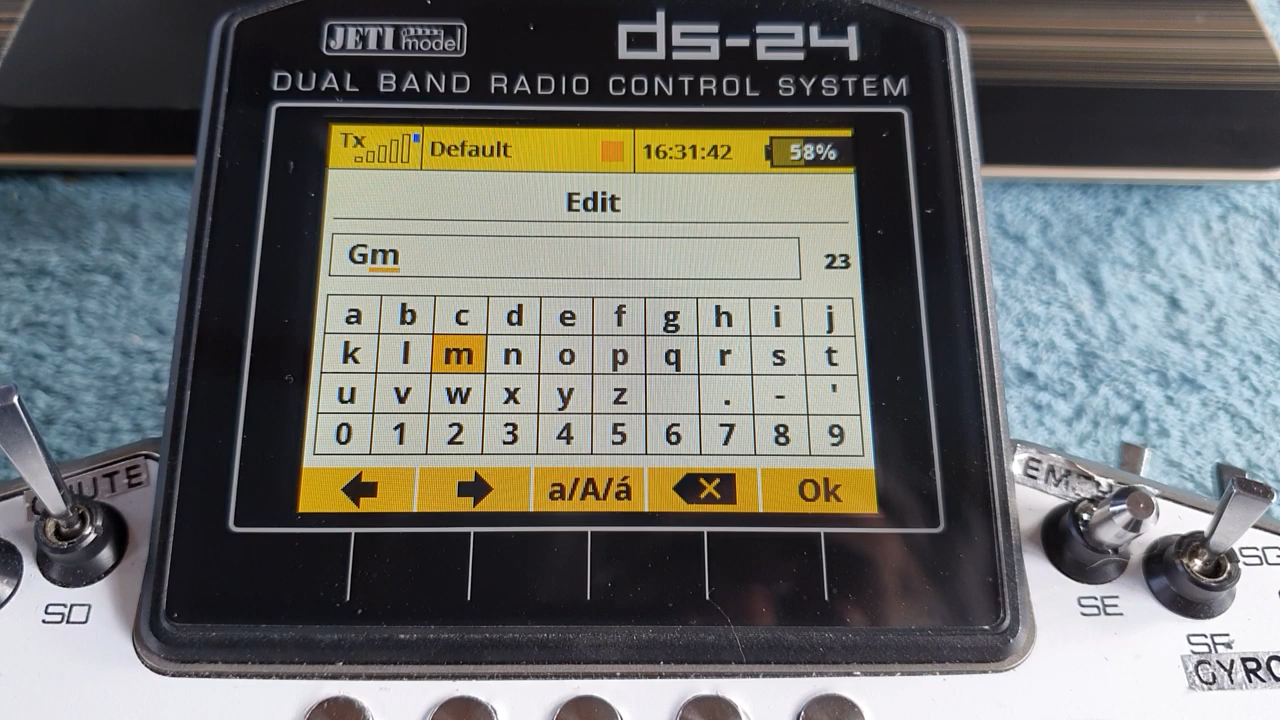 JETI model ds-24
DUAL BAND RADIO CONTROL SYSTEM
Tx Default 16:31:42 58%
Edit
Gm 23
a b c d e f g h i j
k l m n o p q r s t
u v w x y z . - '
0 1 2 3 4 5 6 7 8 9
a/A/á X Ok
SD
SE
SG
SF
GYRO